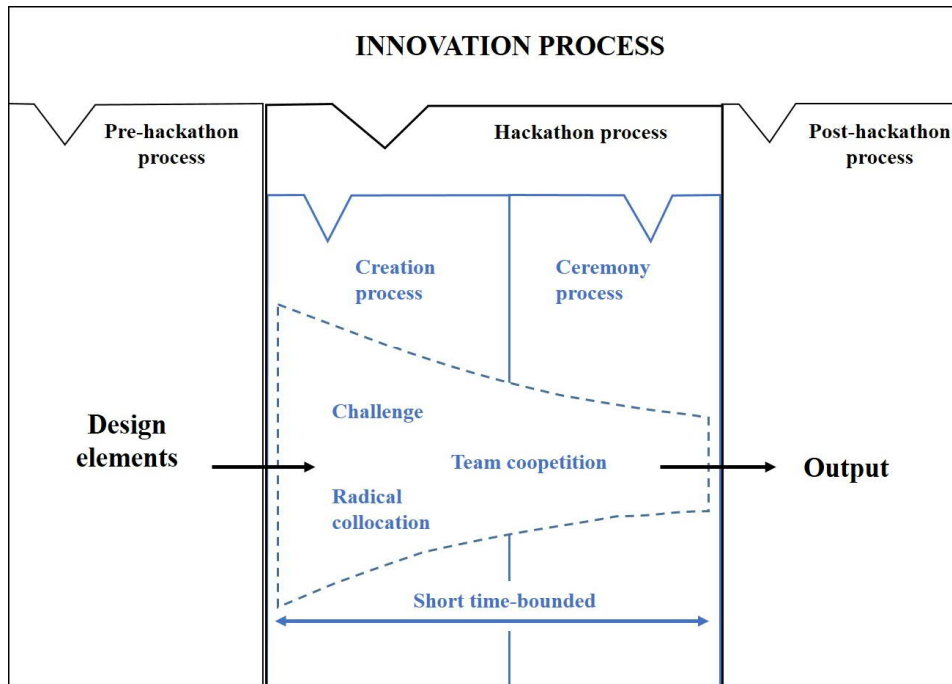 INNOVATION PROCESS
Pre-hackathon
process
Hackathon process
Post-hackathon
process
Creation
process
Ceremony
process
Challenge
Design
elements
Team coopetition
Output
Radical
collocation
Short time-bounded